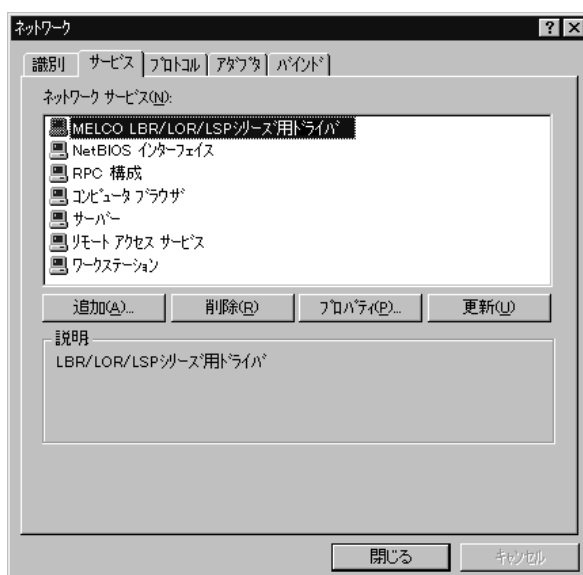 ネットワーク
識別 サービス プロトコル アダプタ バインド
ネットワーク サービス(N):
MELCO LBR/LOR/LSPシリーズ用ドライバ
NetBIOS インターフェイス
RPC 構成
コンピュータ ブラウザ
サーバー
リモート アクセス サービス
ワークステーション
追加(A)... 削除(R) プロパティ(P)... 更新(U)
説明
LBR/LOR/LSPシリーズ用ドライバ
閉じる キャンセル